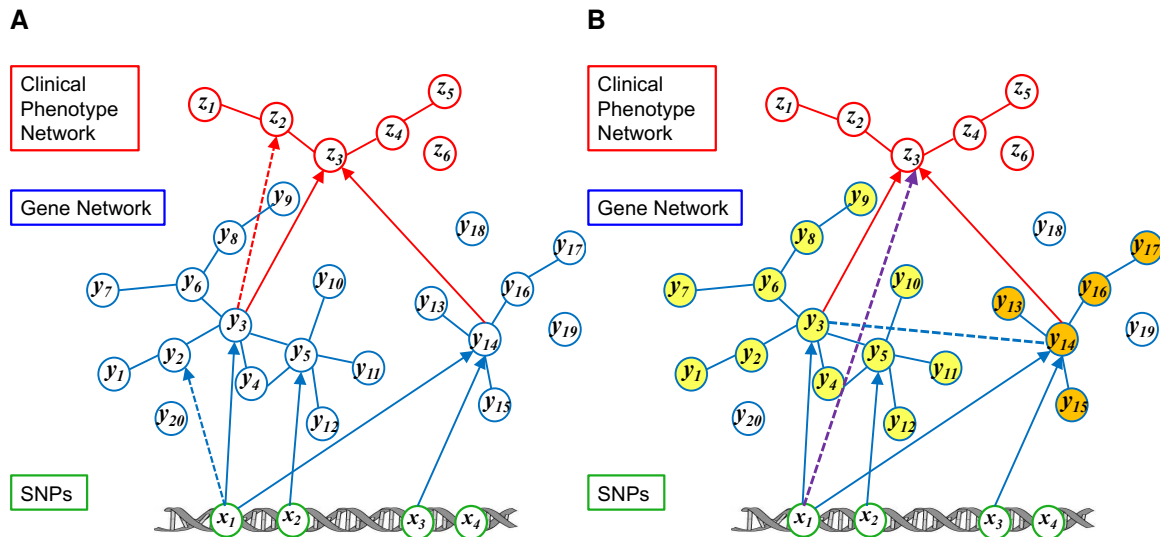 A
Clinical
Phenotype
Network
z1 z2 z3 z4 z5 z6
Gene Network
y9
y8
y18
y17
y7 y6 y10 y16
y13
y3 y19
y2 y5 y14
y1 y4 y11
y15
y20 y12
SNPs
x1 x2 x3 x4
B
Clinical
Phenotype
Network
z1 z2 z3 z4 z5 z6
Gene Network
y9
y8
y18
y17
y7 y6 y10 y16
y13
y3 y19
y2 y5 y14
y1 y4 y11
y15
y20 y12
SNPs
x1 x2 x3 x4